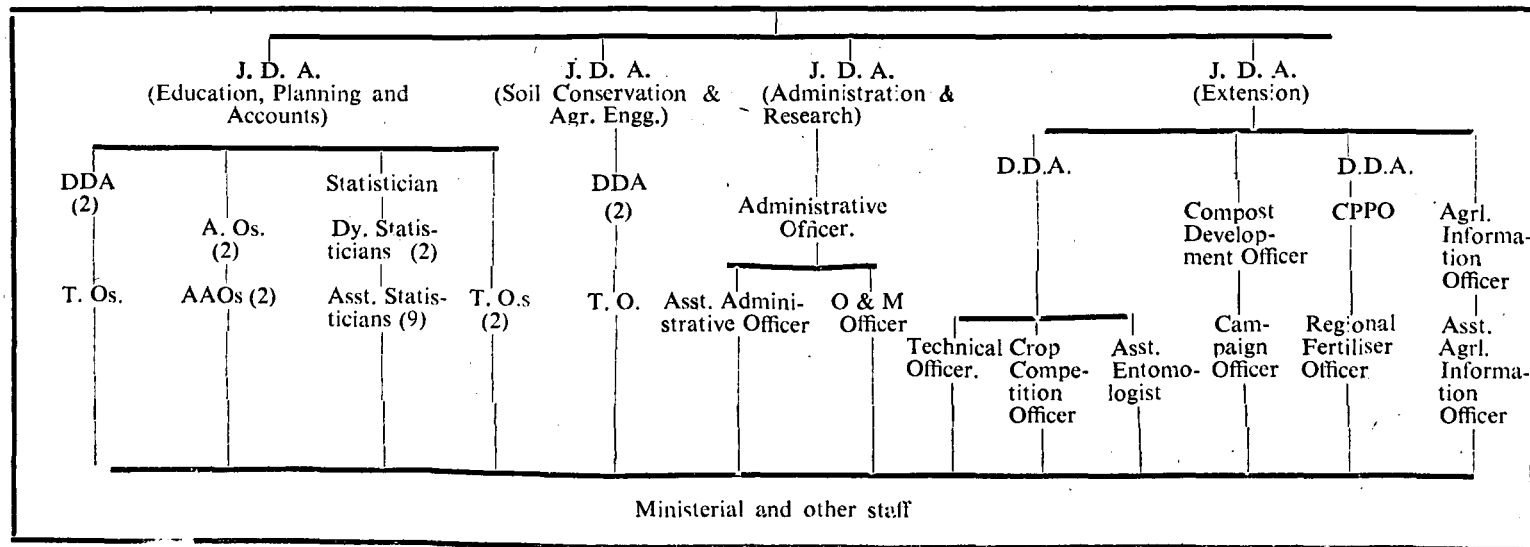 J. D. A.
(Education, Planning and
Accounts)
J. D. A.
(Soil Conservation &
Agr. Engg.)
J. D. A.
(Administration &
Research)
J. D. A.
(Extension)
DDA
(2)
T. Os.
A. Os.
(2)
AAOs (2)
Statistician
Dy. Statis-
ticians (2)
Asst. Statis-
ticians (9)
T. O.s
(2)
DDA
(2)
T. O.
Administrative
Officer.
Asst. Admini-
strative Officer
O & M
Officer
D.D.A.
Technical
Officer.
Crop
Compe-
tition
Officer
Asst.
Entomo-
logist
Compost
Develop-
ment Officer
Cam-
paign
Officer
D.D.A.
CPPO
Regional
Fertiliser
Officer
Agrl.
Informa-
tion
Officer
Asst.
Agrl.
Informa-
tion
Officer
Ministerial and other staff